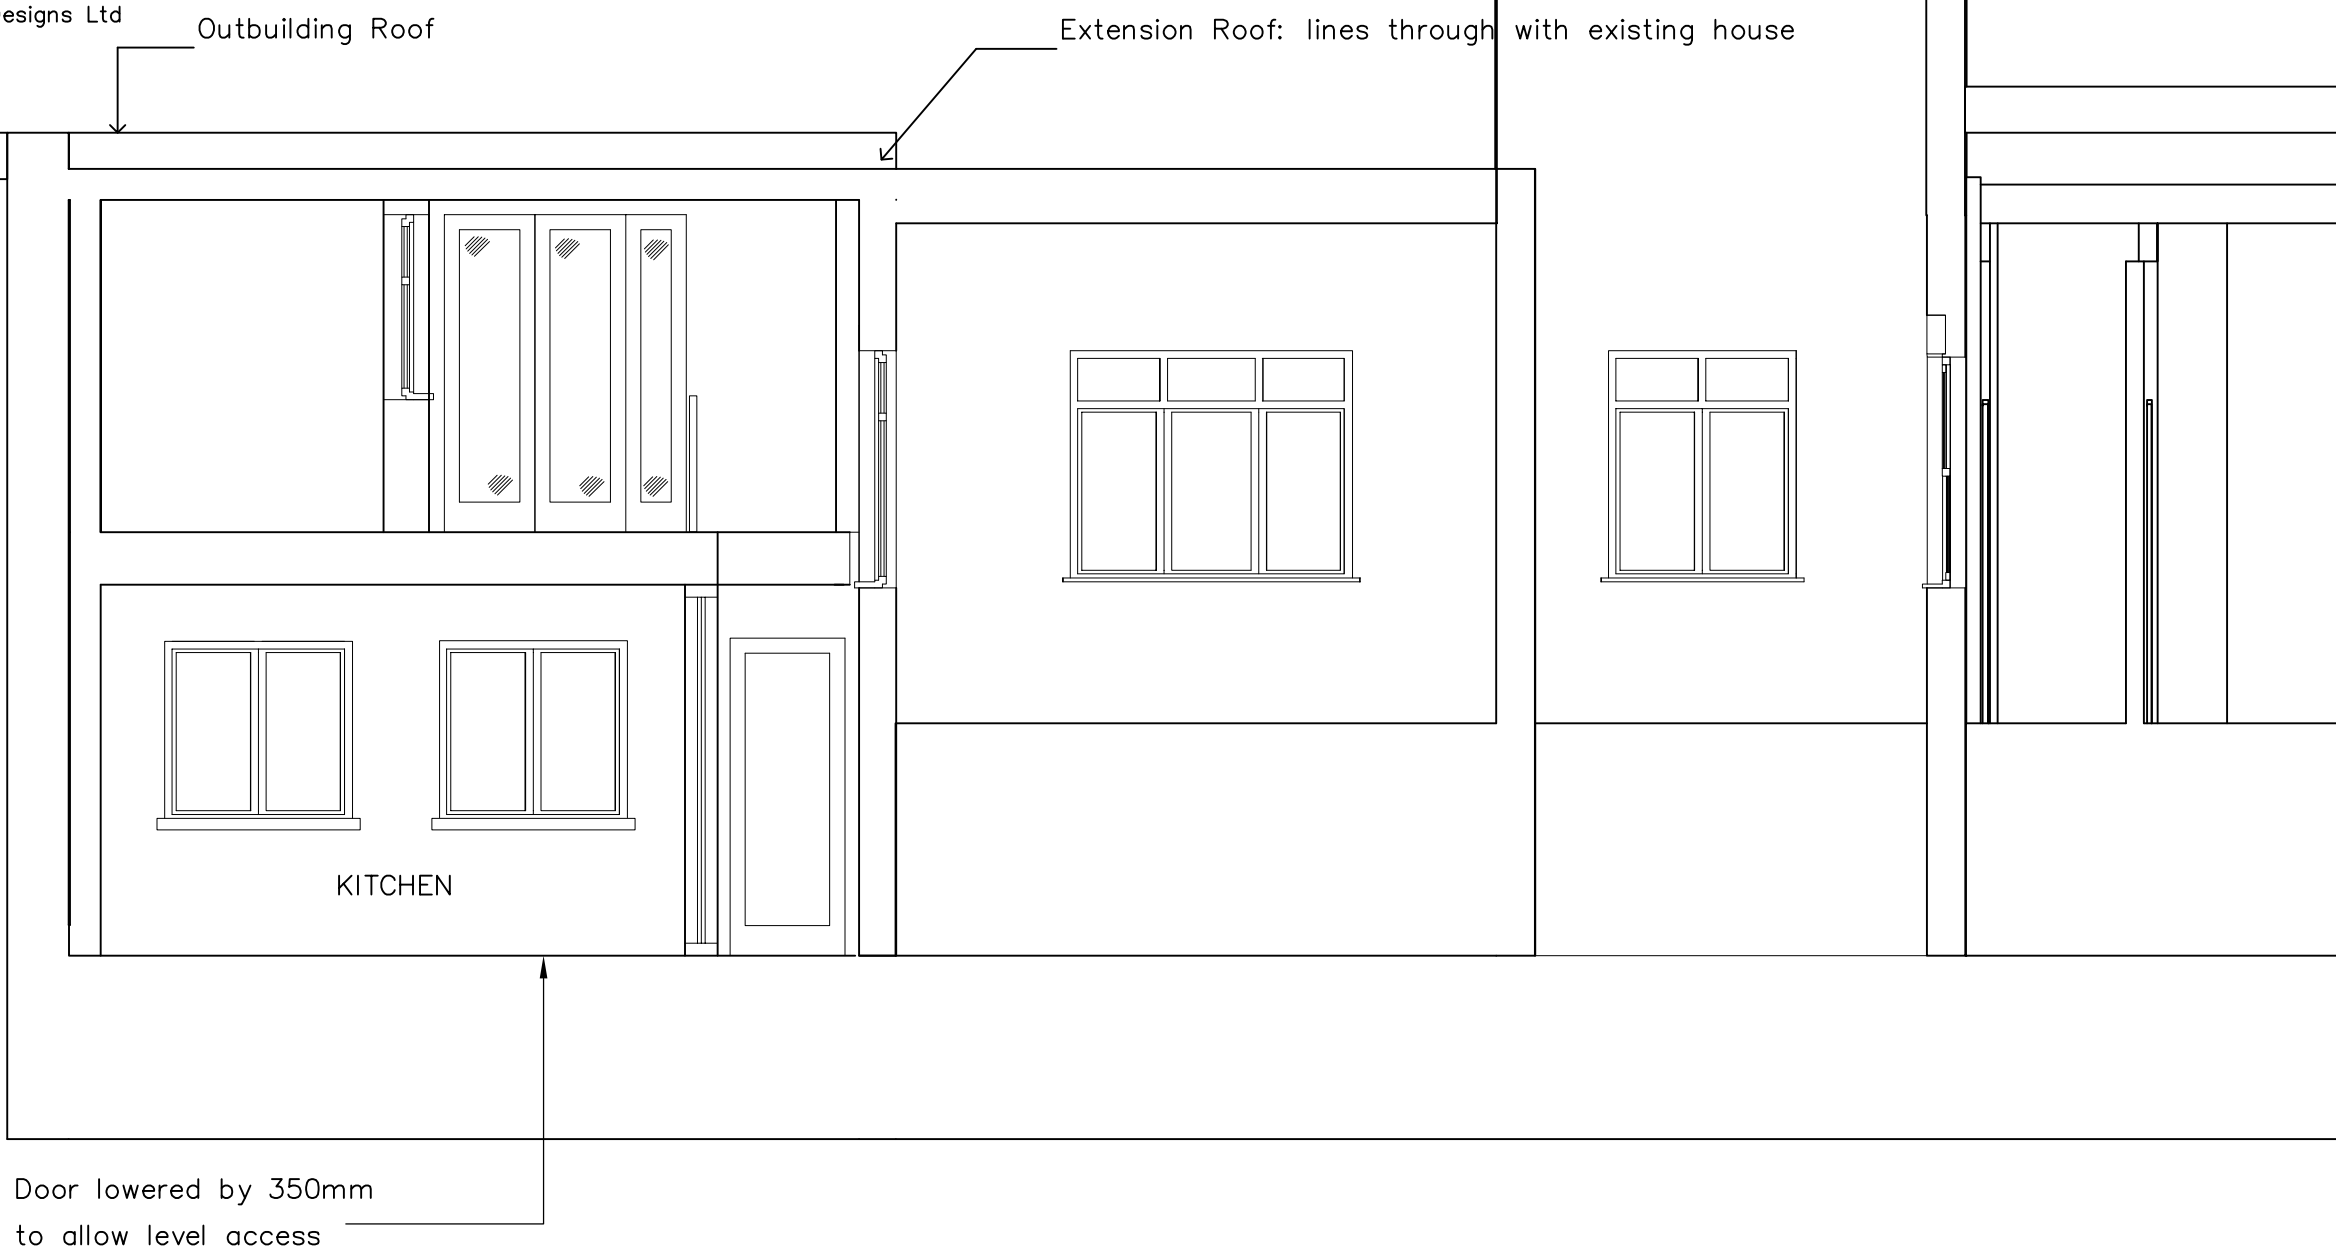 esigns Ltd
Outbuilding Roof
Extension Roof: lines through with existing house
KITCHEN
Door lowered by 350mm
to allow level access